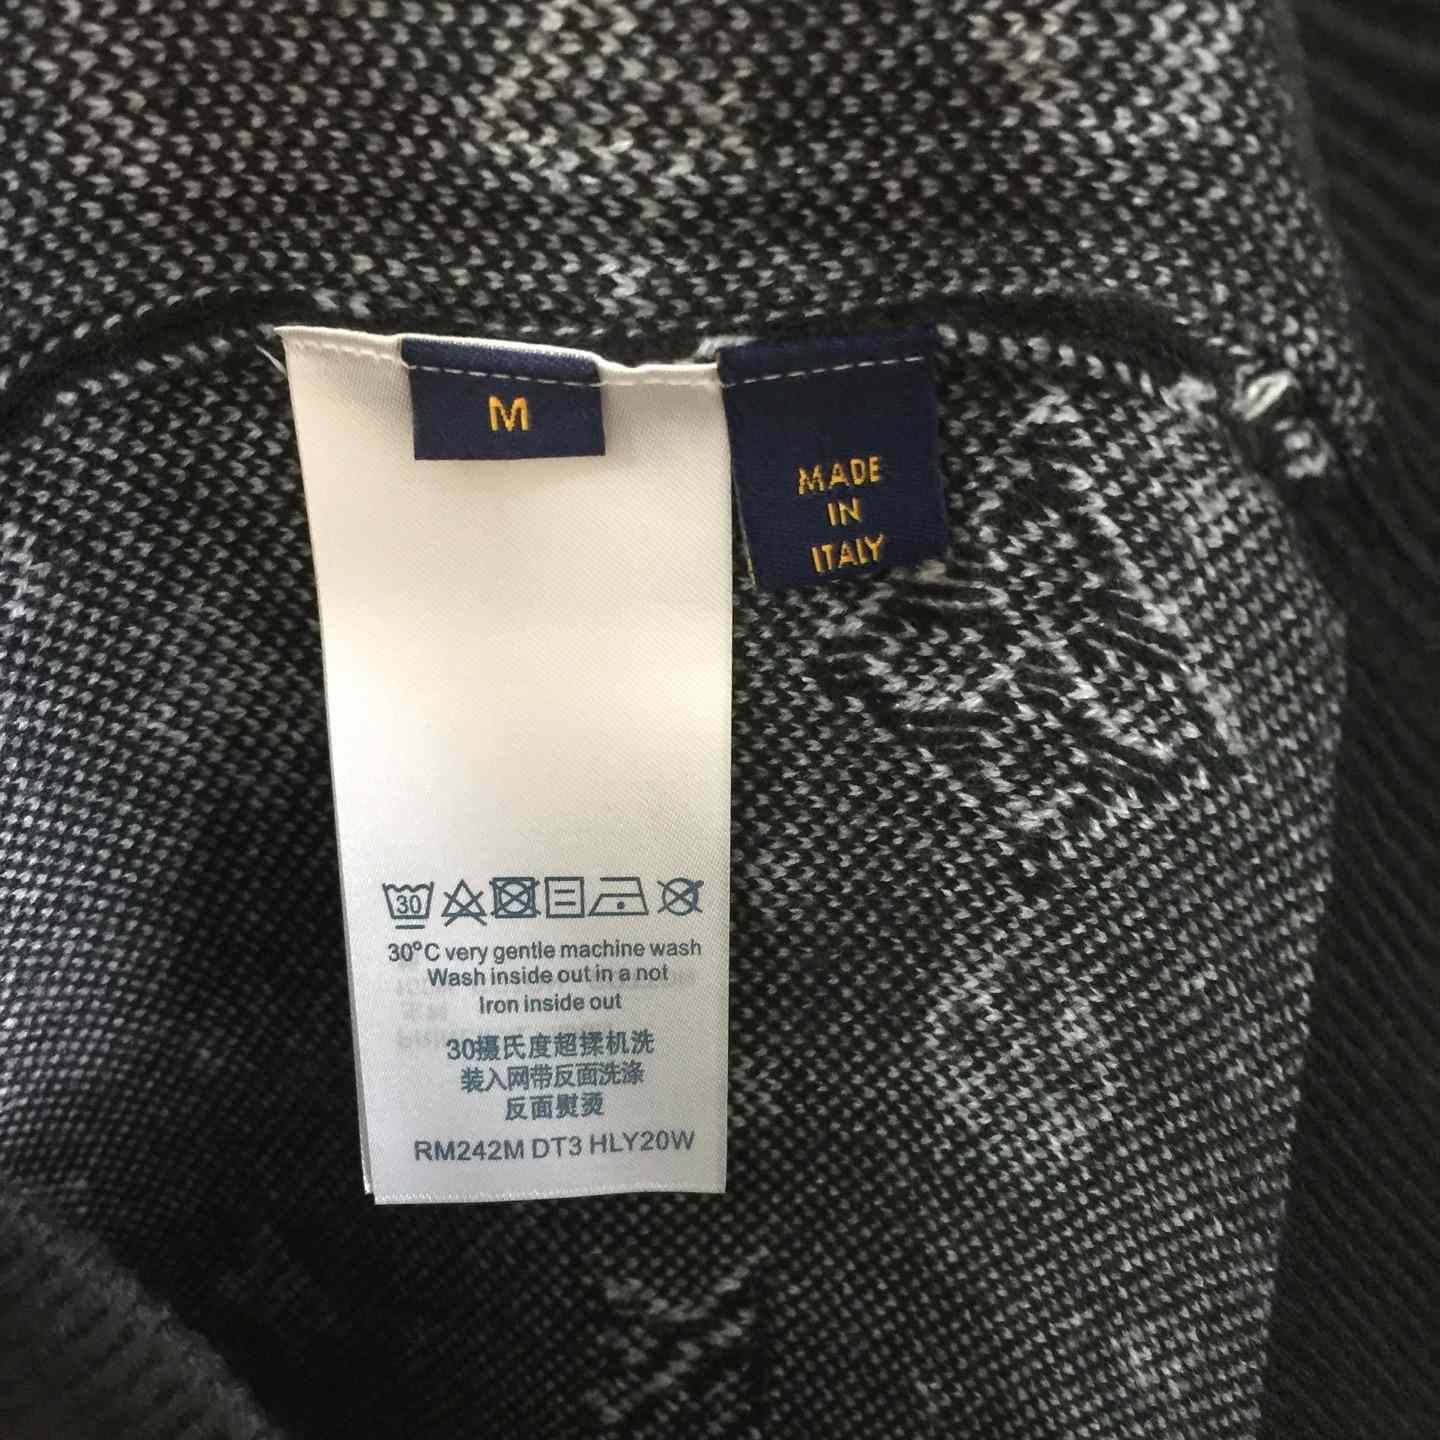 M
MADE
IN
ITALY
30
30°C very gentle machine wash
Wash inside out in a not
Iron inside out
30摄氏度超揉机洗
装入网带反面洗涤
反面熨烫
RM242M DT3 HLY20W